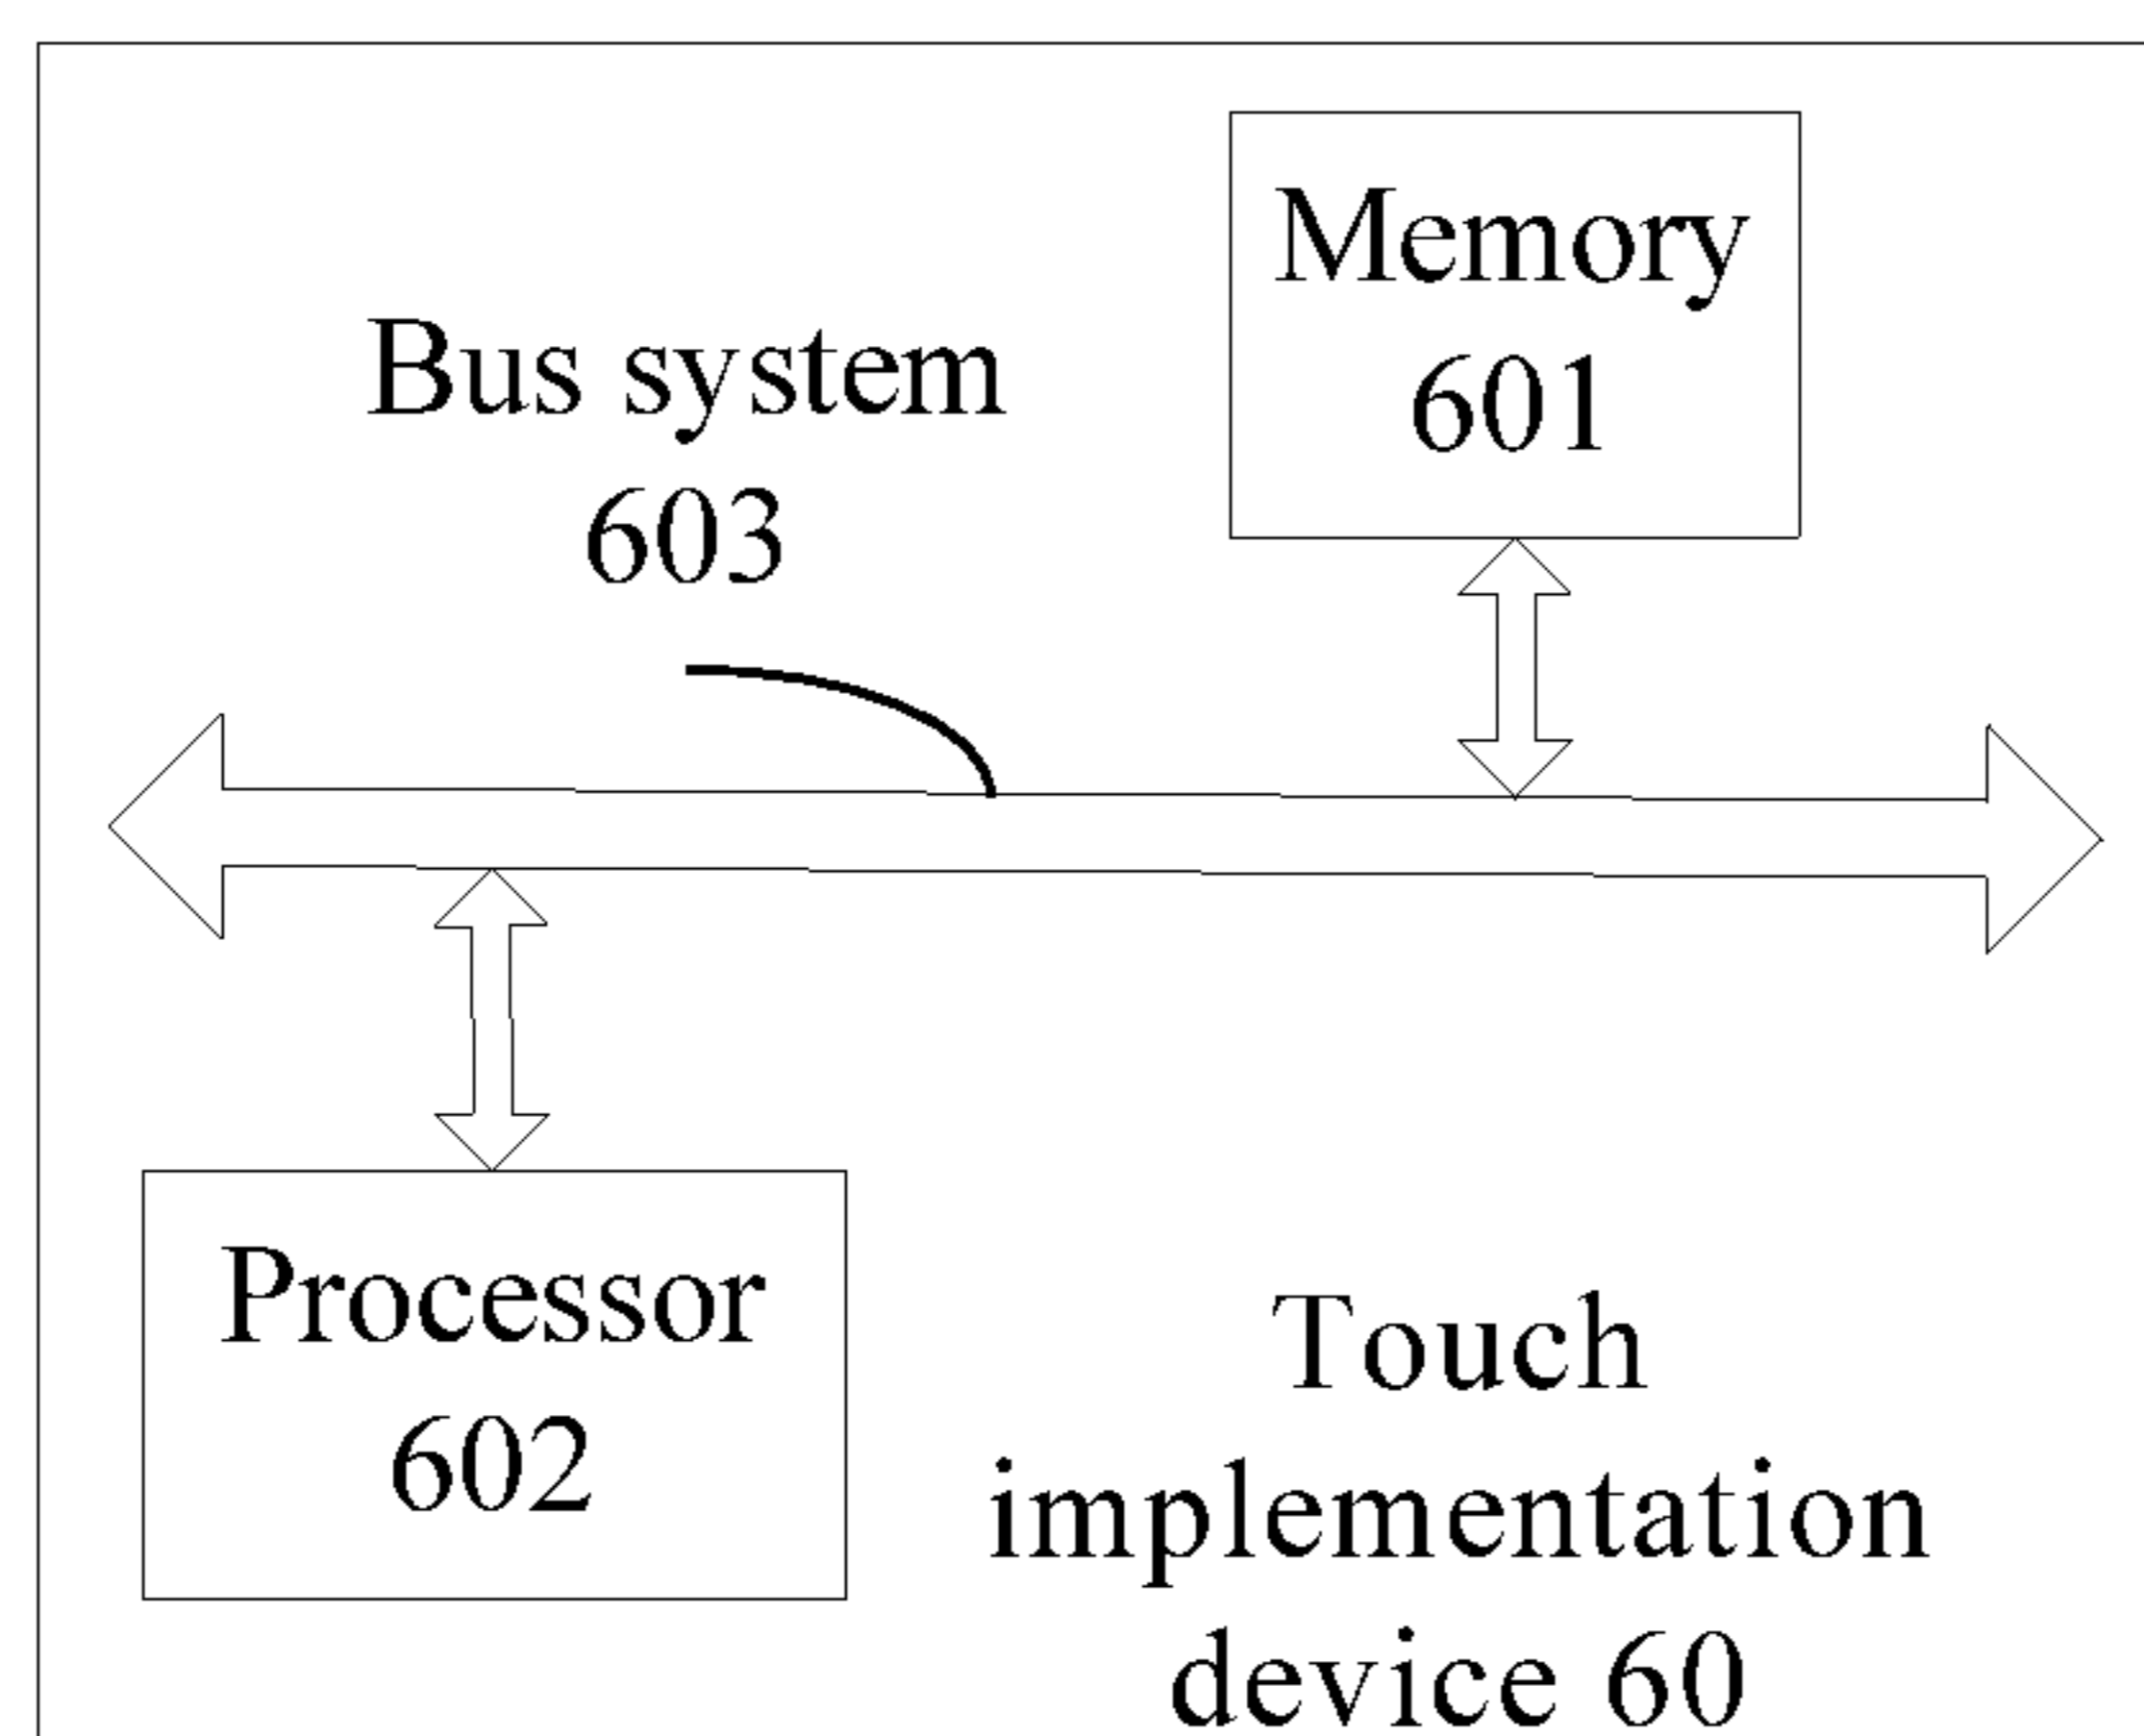 Memory
601
Bus system
603
Processor
602
Touch
implementation
device 60